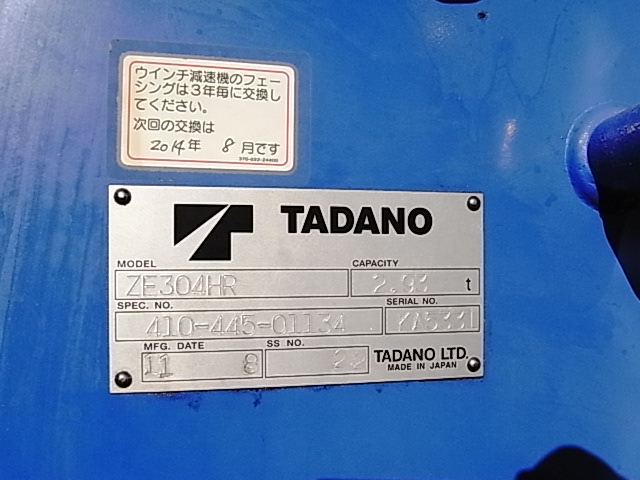 ウインチ減速機のフェー
シングは3年毎に交換し
てください。
次回の交換は
2014年 8月です
TADANO
MODEL CAPACITY
ZE304HR 2.93 t
SPEC. NO. SERIAL NO.
410-445-01134
MFG. DATE SS NO.
11 8
TADANO LTD.
MADE IN JAPAN